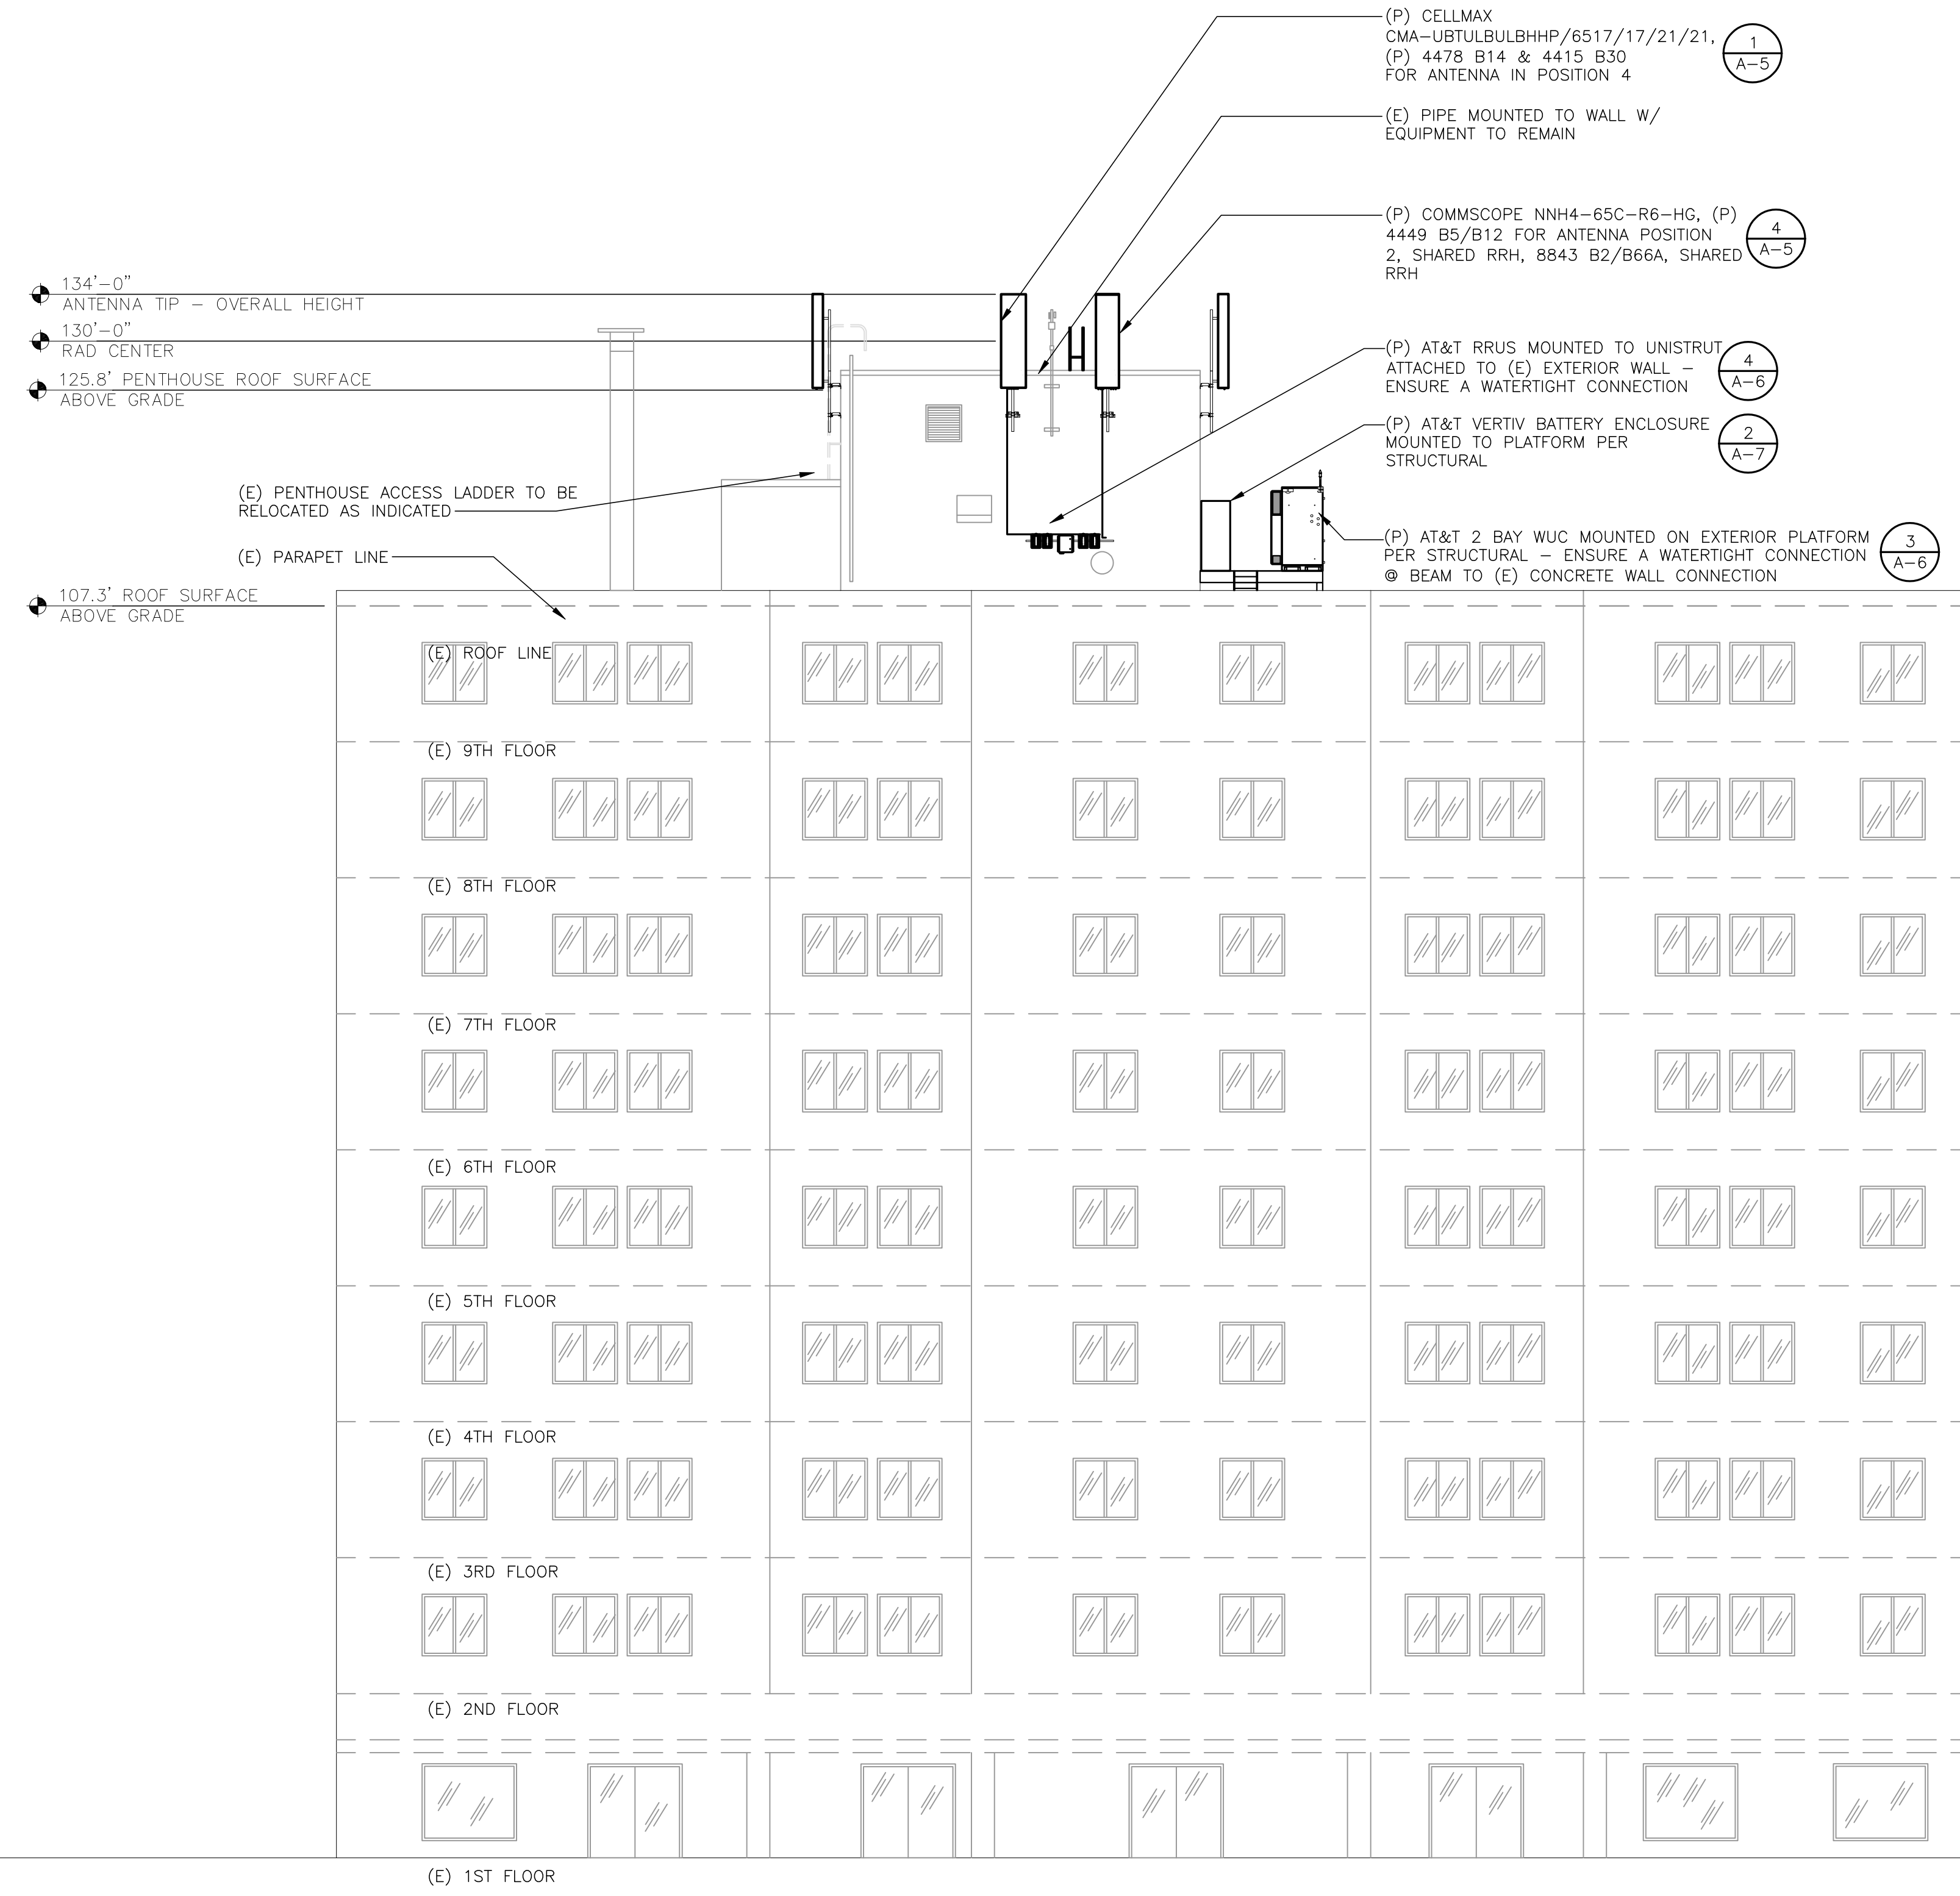 (P) CELLMAX
CMA-UBTULBULBHHP/6517/17/21/21,
(P) 4478 B14 & 4415 B30
FOR ANTENNA IN POSITION 4
1
A-5
(E) PIPE MOUNTED TO WALL W/
EQUIPMENT TO REMAIN
(P) COMMSCOPE NNH4-65C-R6-HG, (P)
4449 B5/B12 FOR ANTENNA POSITION
2, SHARED RRH, 8843 B2/B66A, SHARED
RRH
4
A-5
134'-0"
ANTENNA TIP - OVERALL HEIGHT
130'-0"
RAD CENTER
125.8' PENTHOUSE ROOF SURFACE
ABOVE GRADE
(P) AT&T RRUS MOUNTED TO UNISTRUT
ATTACHED TO (E) EXTERIOR WALL -
ENSURE A WATERTIGHT CONNECTION
4
A-6
(P) AT&T VERTIV BATTERY ENCLOSURE
MOUNTED TO PLATFORM PER
STRUCTURAL
2
A-7
(E) PENTHOUSE ACCESS LADDER TO BE
RELOCATED AS INDICATED
(P) AT&T 2 BAY WUC MOUNTED ON EXTERIOR PLATFORM
PER STRUCTURAL - ENSURE A WATERTIGHT CONNECTION
@ BEAM TO (E) CONCRETE WALL CONNECTION
3
A-6
(E) PARAPET LINE
107.3' ROOF SURFACE
ABOVE GRADE
(E) ROOF LINE
(E) 9TH FLOOR
(E) 8TH FLOOR
(E) 7TH FLOOR
(E) 6TH FLOOR
(E) 5TH FLOOR
(E) 4TH FLOOR
(E) 3RD FLOOR
(E) 2ND FLOOR
(E) 1ST FLOOR